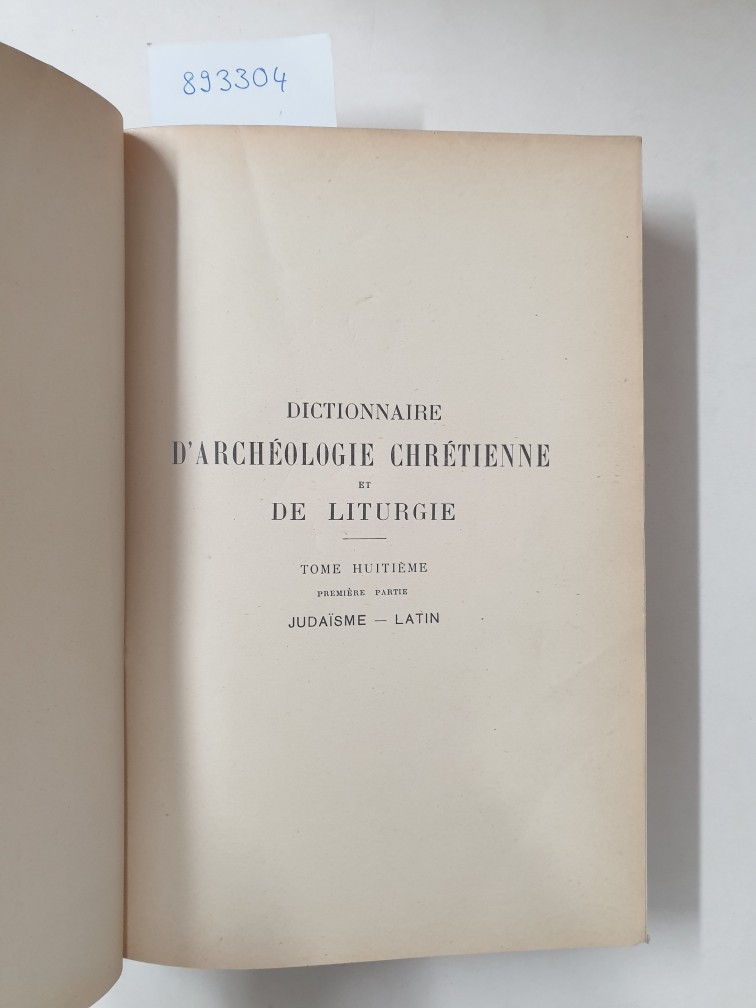 893304
DICTIONNAIRE
D'ARCHÉOLOGIE CHRÉTIENNE
ET
DE LITURGIE
TOME HUITIÈME
PREMIÈRE PARTIE
JUDAÏSME — LATIN